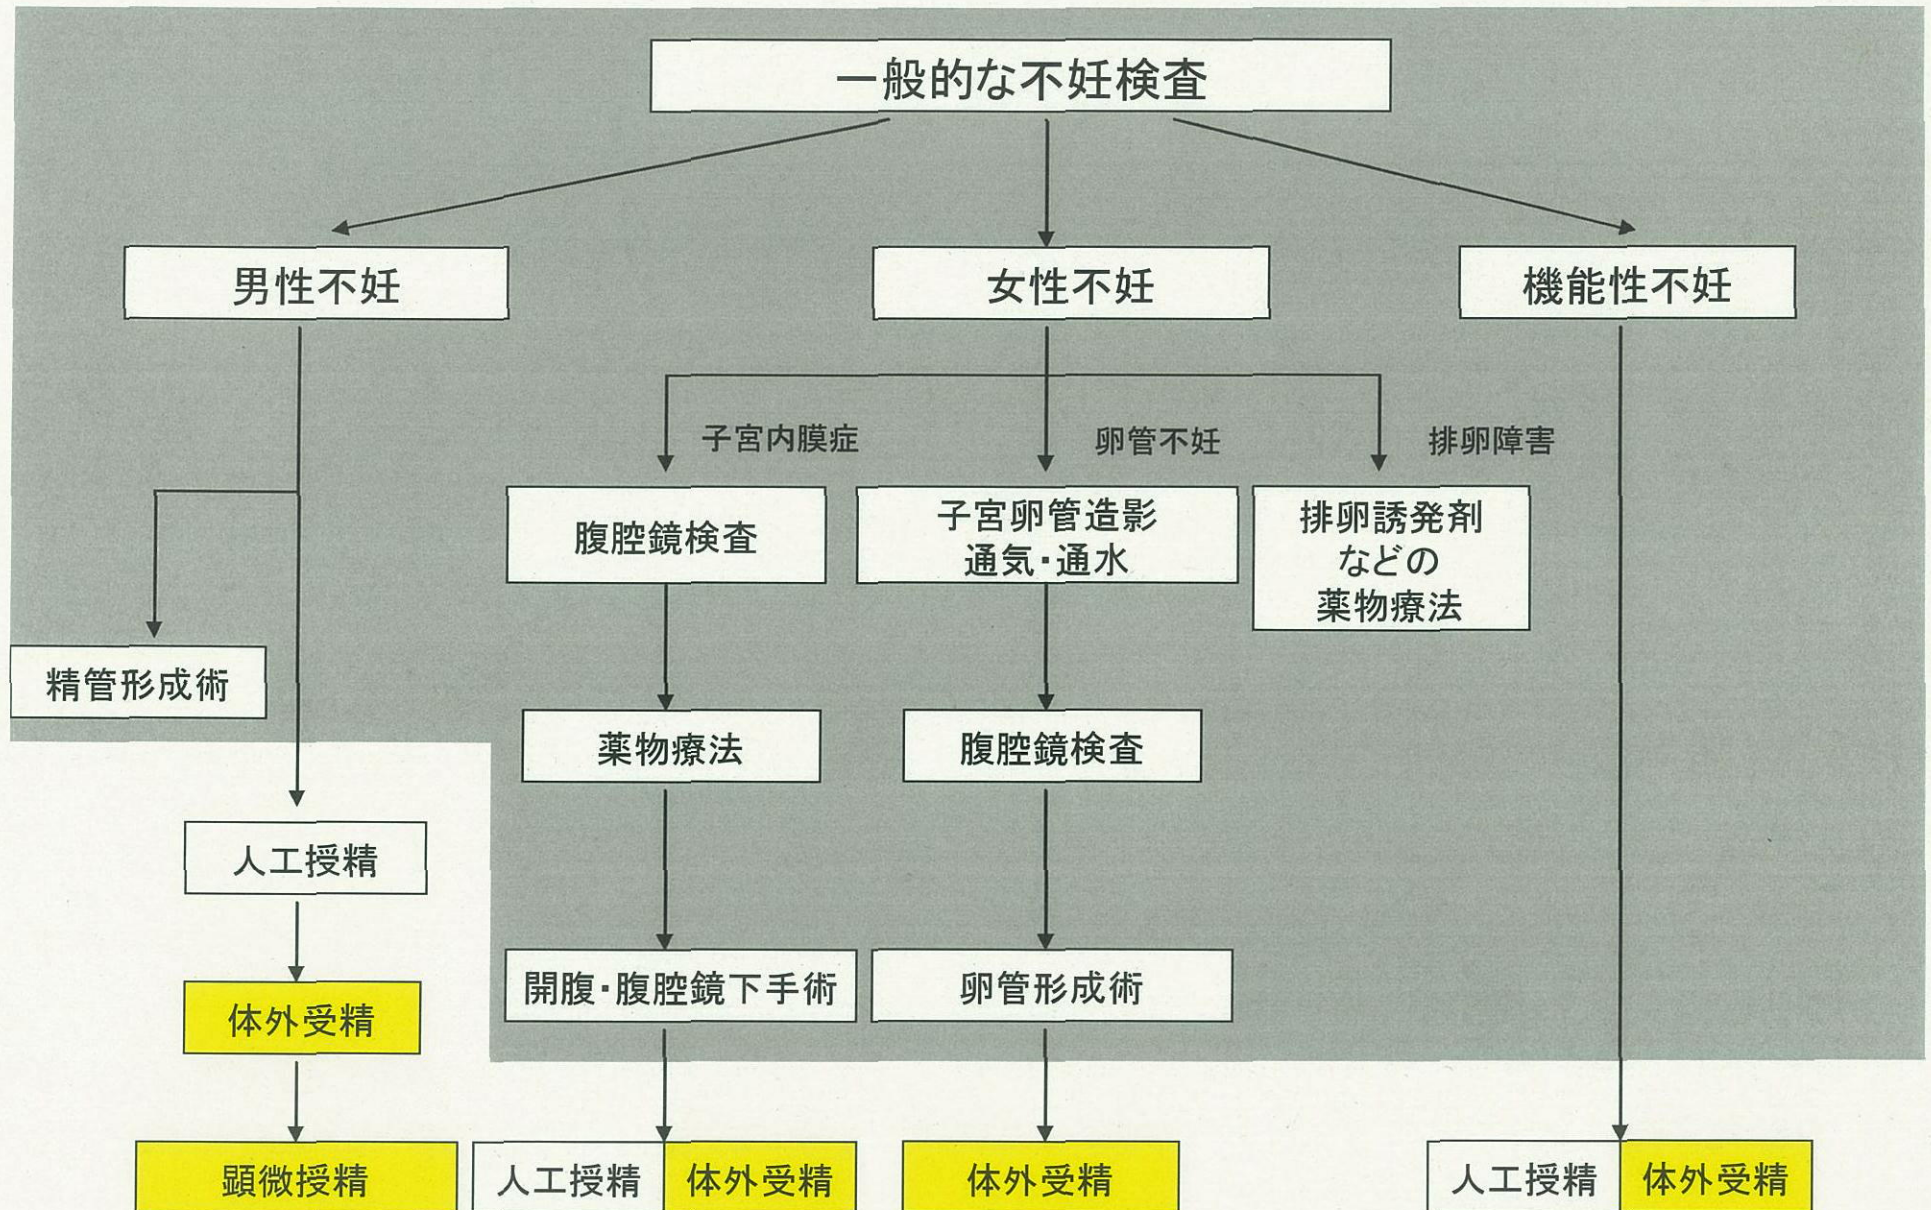 一般的な不妊検査
男性不妊
女性不妊
機能性不妊
子宮内膜症
卵管不妊
排卵障害
腹腔鏡検査
子宮卵管造影
通気・通水
排卵誘発剤
などの
薬物療法
精管形成術
薬物療法
腹腔鏡検査
人工授精
開腹・腹腔鏡下手術
卵管形成術
体外受精
顕微授精
人工授精
体外受精
体外受精
人工授精
体外受精